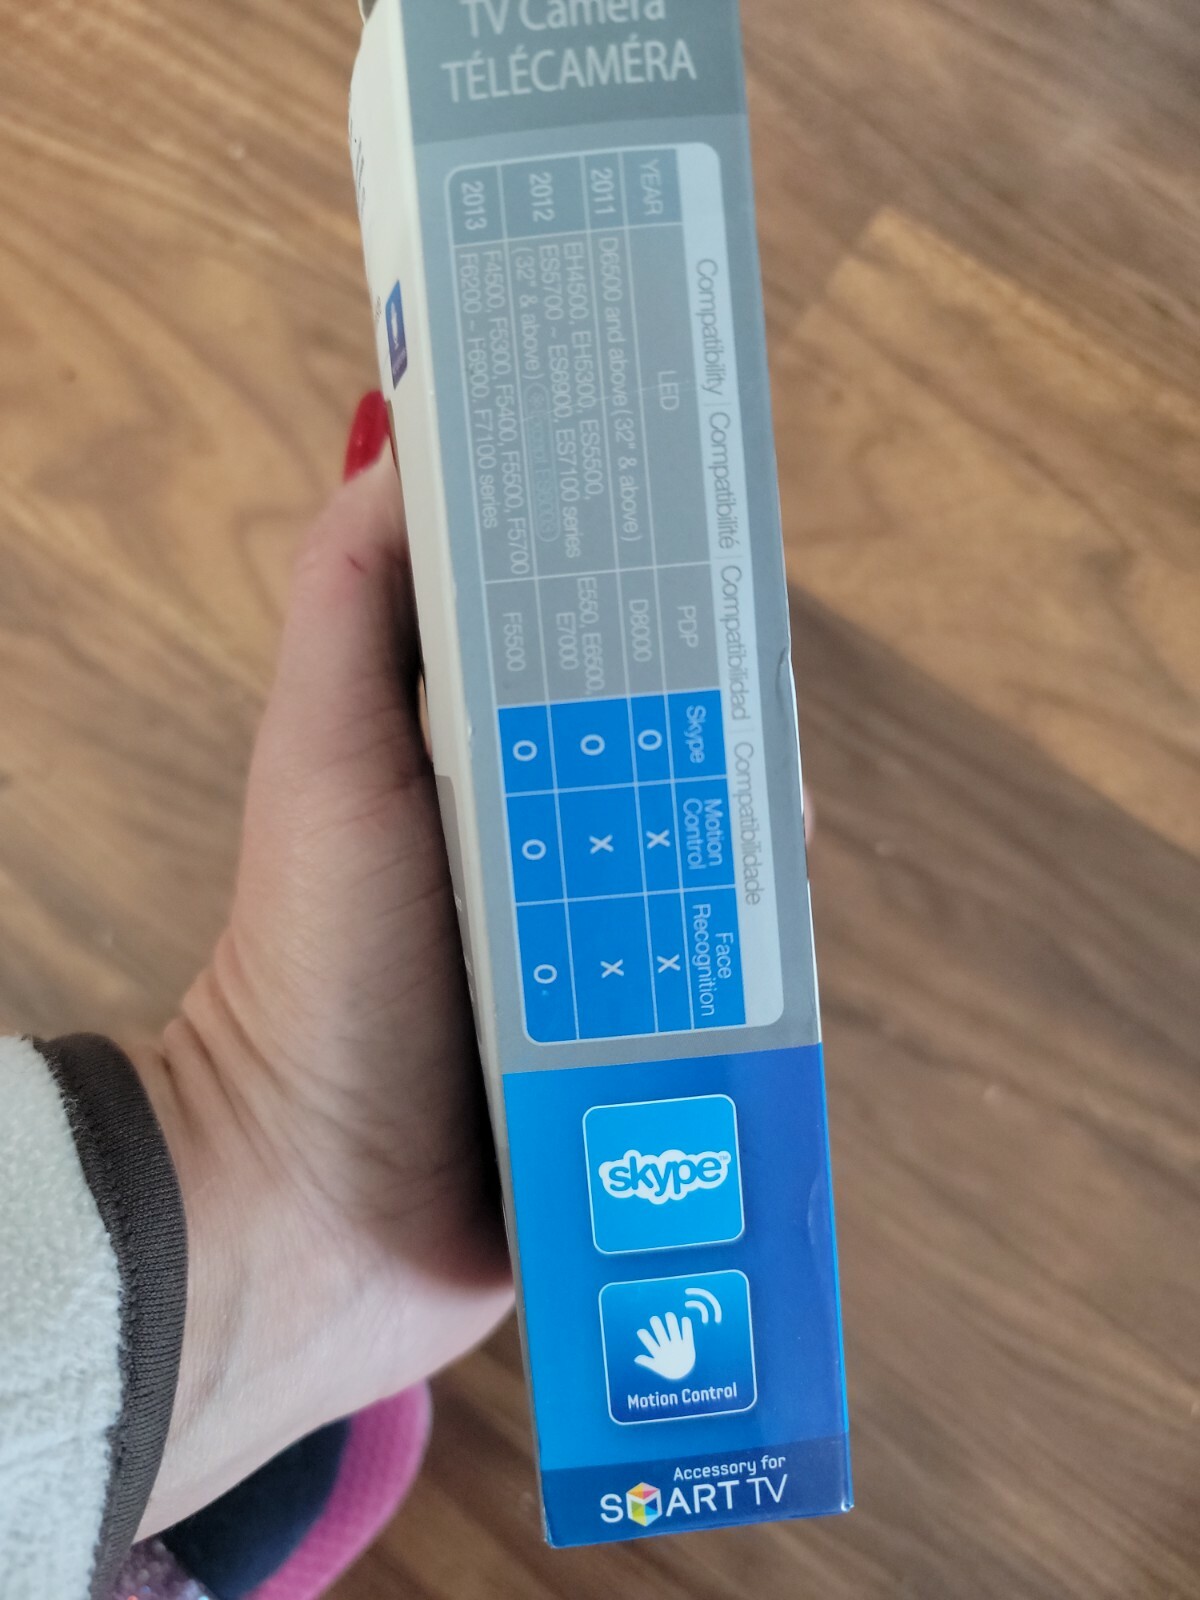 TV Camera
TÉLÉCAMÉRA
Compatibility | Compatibilité | Compatibilidad | Compatibilidade
YEAR LED PDP Skype Motion Control Face Recognition
2011 D6500 and above (32" & above) D8000 O X X
2012 EH4500, EH5300, ES5500,
ES5700 ~ ES6900, ES7100 series
(32" & above)
E550, E6500,
E7000
O X X
2013 F4500, F5300, F5400, F5500, F5700
F6200 ~ F6900, F7100 series
F5500 O O O
skype
Motion Control
Accessory for
SMART TV